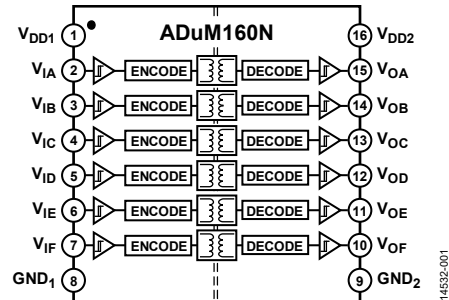 ADuM160N
VDD1 1 16 VDD2
VIA 2 ENCODE DECODE 15 VOA
VIB 3 ENCODE DECODE 14 VOB
VIC 4 ENCODE DECODE 13 VOC
VID 5 ENCODE DECODE 12 VOD
VIE 6 ENCODE DECODE 11 VOE
VIF 7 ENCODE DECODE 10 VOF
GND1 8 9 GND2
14532-001